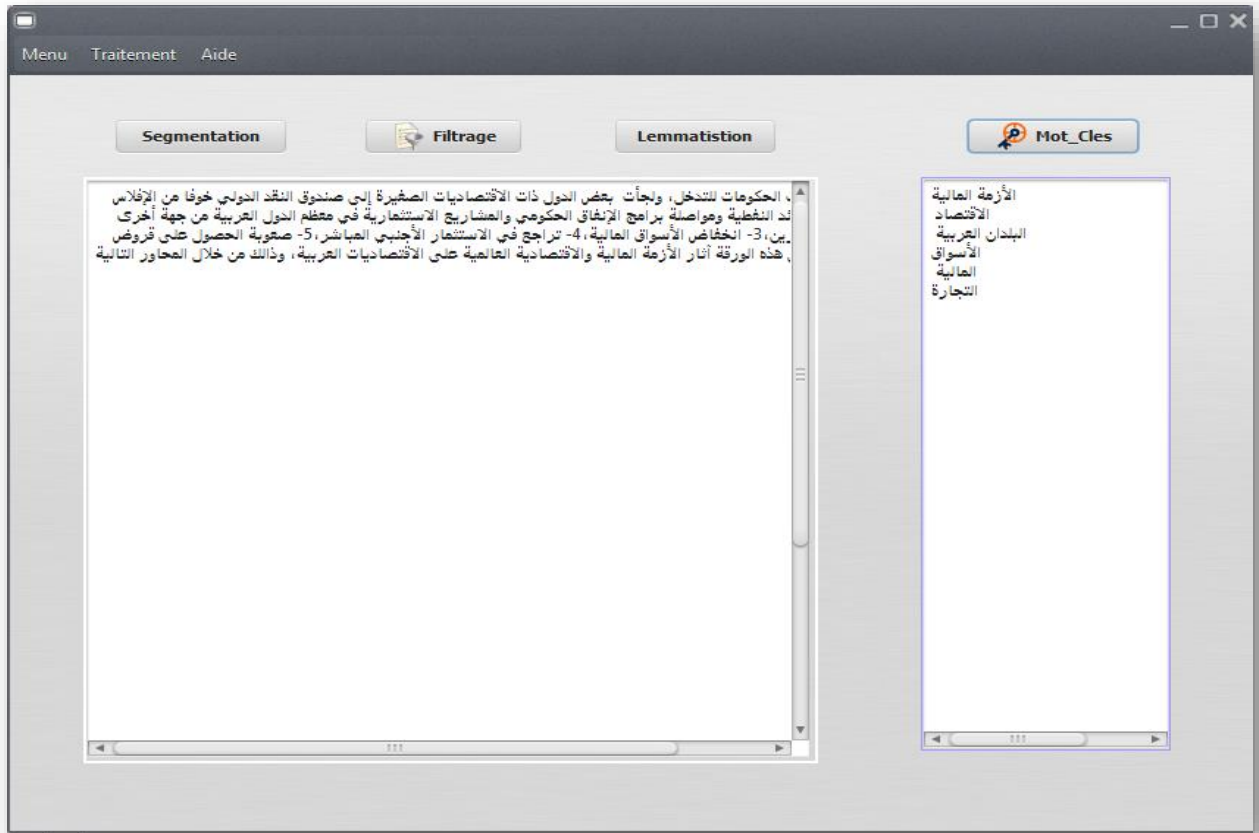 Menu Traitement Aide
Segmentation Filtrage Lemmatistion Mot_Cles
الحكومات للتدخل، ولجأت بعض الدول ذات الاقتصاديات الصغيرة إلى صندوق النقد الدولي خوفا من الإفلاس
النفطية ومواصلة برامج الإنفاق الحكومي والمشاريع الاستثمارية في معظم الدول العربية من جهة أخرى
3- انخفاض الأسواق المالية،4- تراجع في الاستثمار الأجنبي المباشر،5- صعوبة الحصول على قروض
هذه الورقة آثار الأزمة المالية والاقتصادية العالمية على الاقتصاديات العربية، وذالك من خلال المحاور التالية
الأزمة المالية
الاقتصاد
البلدان العربية
الأسواق
المالية
التجارة